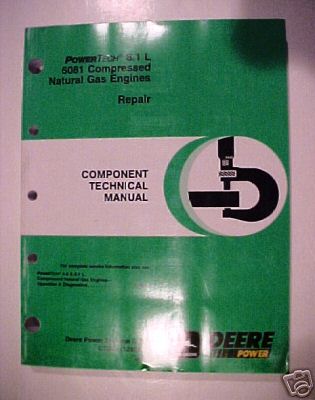 POWERTECH® 8.1 L
6081 Compressed
Natural Gas Engines
Repair
COMPONENT
TECHNICAL
MANUAL
For complete service information also see:
POWERTECH 8.1 L
Compressed Natural Gas Engines—
Operation & Diagnostics
Deere Power Systems
DEERE
POWER